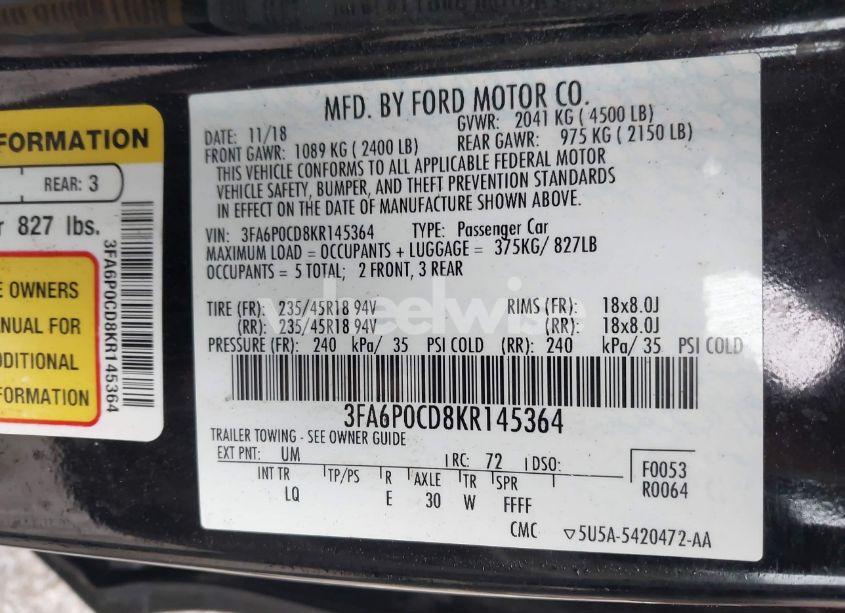 FORMATION
REAR: 3
827 lbs.
E OWNERS
NUAL FOR
DDITIONAL
FORMATION
3FA6P0CD8KR145364
MFD. BY FORD MOTOR CO.
DATE: 11/18 GVWR: 2041 KG ( 4500 LB)
FRONT GAWR: 1089 KG ( 2400 LB) REAR GAWR: 975 KG ( 2150 LB)
THIS VEHICLE CONFORMS TO ALL APPLICABLE FEDERAL MOTOR
VEHICLE SAFETY, BUMPER, AND THEFT PREVENTION STANDARDS
IN EFFECT ON THE DATE OF MANUFACTURE SHOWN ABOVE.
VIN: 3FA6P0CD8KR145364 TYPE: Passenger Car
MAXIMUM LOAD = OCCUPANTS + LUGGAGE = 375KG/ 827LB
OCCUPANTS = 5 TOTAL; 2 FRONT, 3 REAR
TIRE (FR): 235/45R18 94V RIMS (FR): 18x8.0J
(RR): 235/45R18 94V (RR): 18x8.0J
PRESSURE (FR): 240 kPa/ 35 PSI COLD (RR): 240 kPa/ 35 PSI COLD
wheelwise
3FA6P0CD8KR145364
TRAILER TOWING - SEE OWNER GUIDE
EXT PNT: UM RC: 72 DSO: F0053
INT TR TP/PS R AXLE TR SPR R0064
LQ E 30 W FFFF
CMC ▽5U5A-5420472-AA